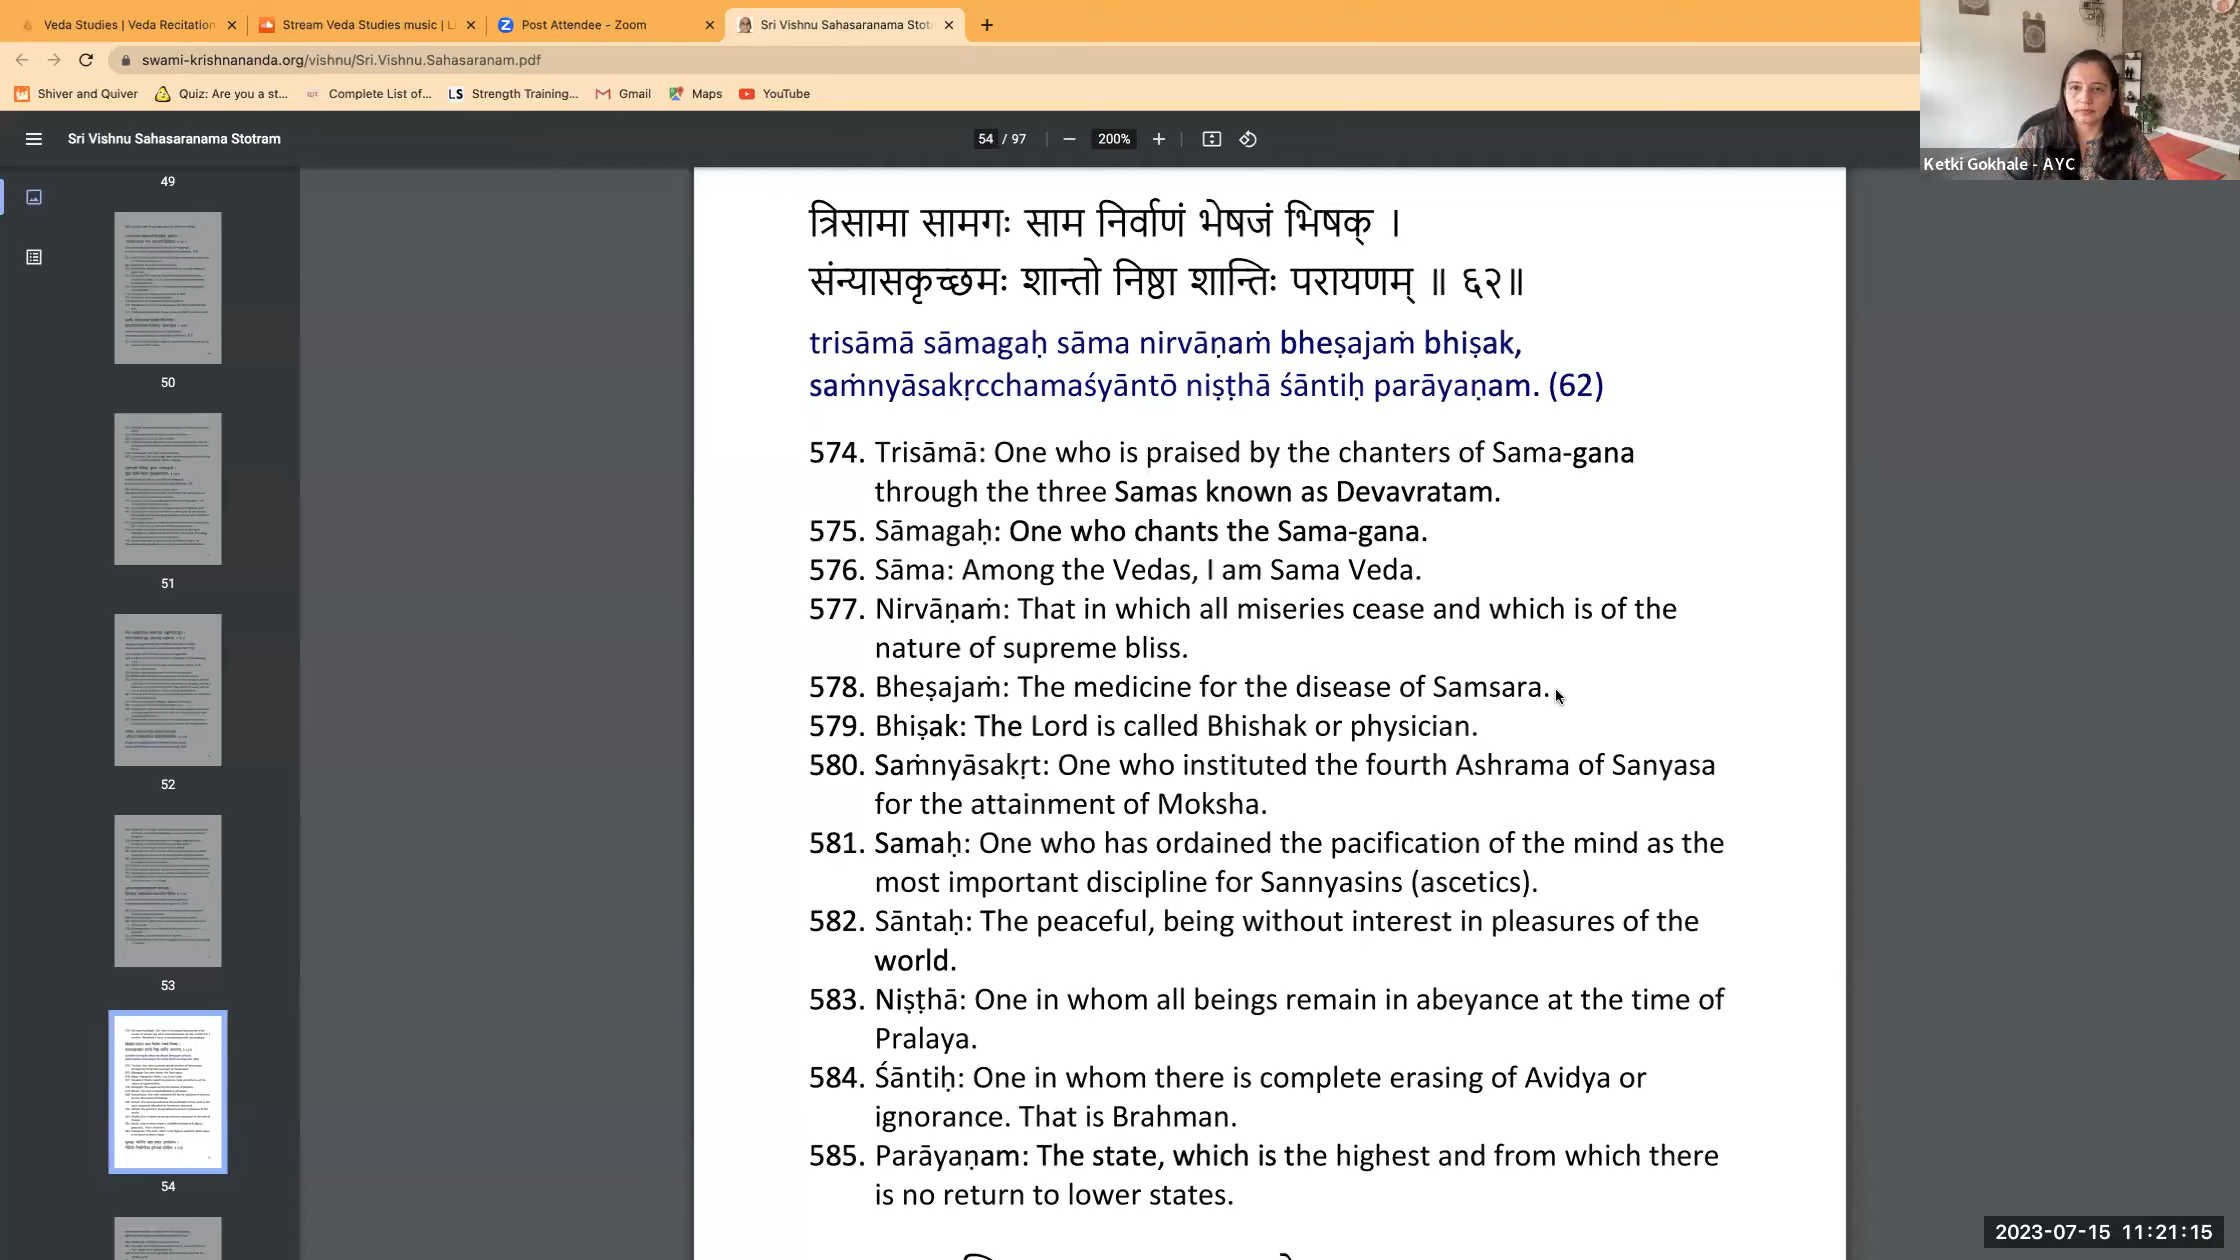 Veda Studies | Veda Recitation
Stream Veda Studies music | Li
Post Attendee - Zoom
Sri Vishnu Sahasaranama Stotr
swami-krishnananda.org/vishnu/Sri.Vishnu.Sahasaranam.pdf
Shiver and Quiver
Quiz: Are you a st...
Complete List of...
Strength Training...
Gmail
Maps
YouTube
Ketki Gokhale - AYC
Sri Vishnu Sahasaranama Stotram
54 / 97
200%
49
50
51
52
53
54
त्रिसामा सामगः साम निर्वाणं भेषजं भिषक् ।
संन्यासकृच्छमः शान्तो निष्ठा शान्तिः परायणम् ॥ ६२॥
trisāmā sāmagaḥ sāma nirvāṇaṁ bheṣajaṁ bhiṣak,
saṁnyāsakṛcchamaśyāntō niṣṭhā śāntiḥ parāyaṇam. (62)
574. Trisāmā: One who is praised by the chanters of Sama-gana
through the three Samas known as Devavratam.
575. Sāmagaḥ: One who chants the Sama-gana.
576. Sāma: Among the Vedas, I am Sama Veda.
577. Nirvāṇaṁ: That in which all miseries cease and which is of the
nature of supreme bliss.
578. Bheṣajaṁ: The medicine for the disease of Samsara.
579. Bhiṣak: The Lord is called Bhishak or physician.
580. Saṁnyāsakṛt: One who instituted the fourth Ashrama of Sanyasa
for the attainment of Moksha.
581. Samaḥ: One who has ordained the pacification of the mind as the
most important discipline for Sannyasins (ascetics).
582. Sāntaḥ: The peaceful, being without interest in pleasures of the
world.
583. Niṣṭhā: One in whom all beings remain in abeyance at the time of
Pralaya.
584. Śāntiḥ: One in whom there is complete erasing of Avidya or
ignorance. That is Brahman.
585. Parāyaṇam: The state, which is the highest and from which there
is no return to lower states.
2023-07-15 11:21:15